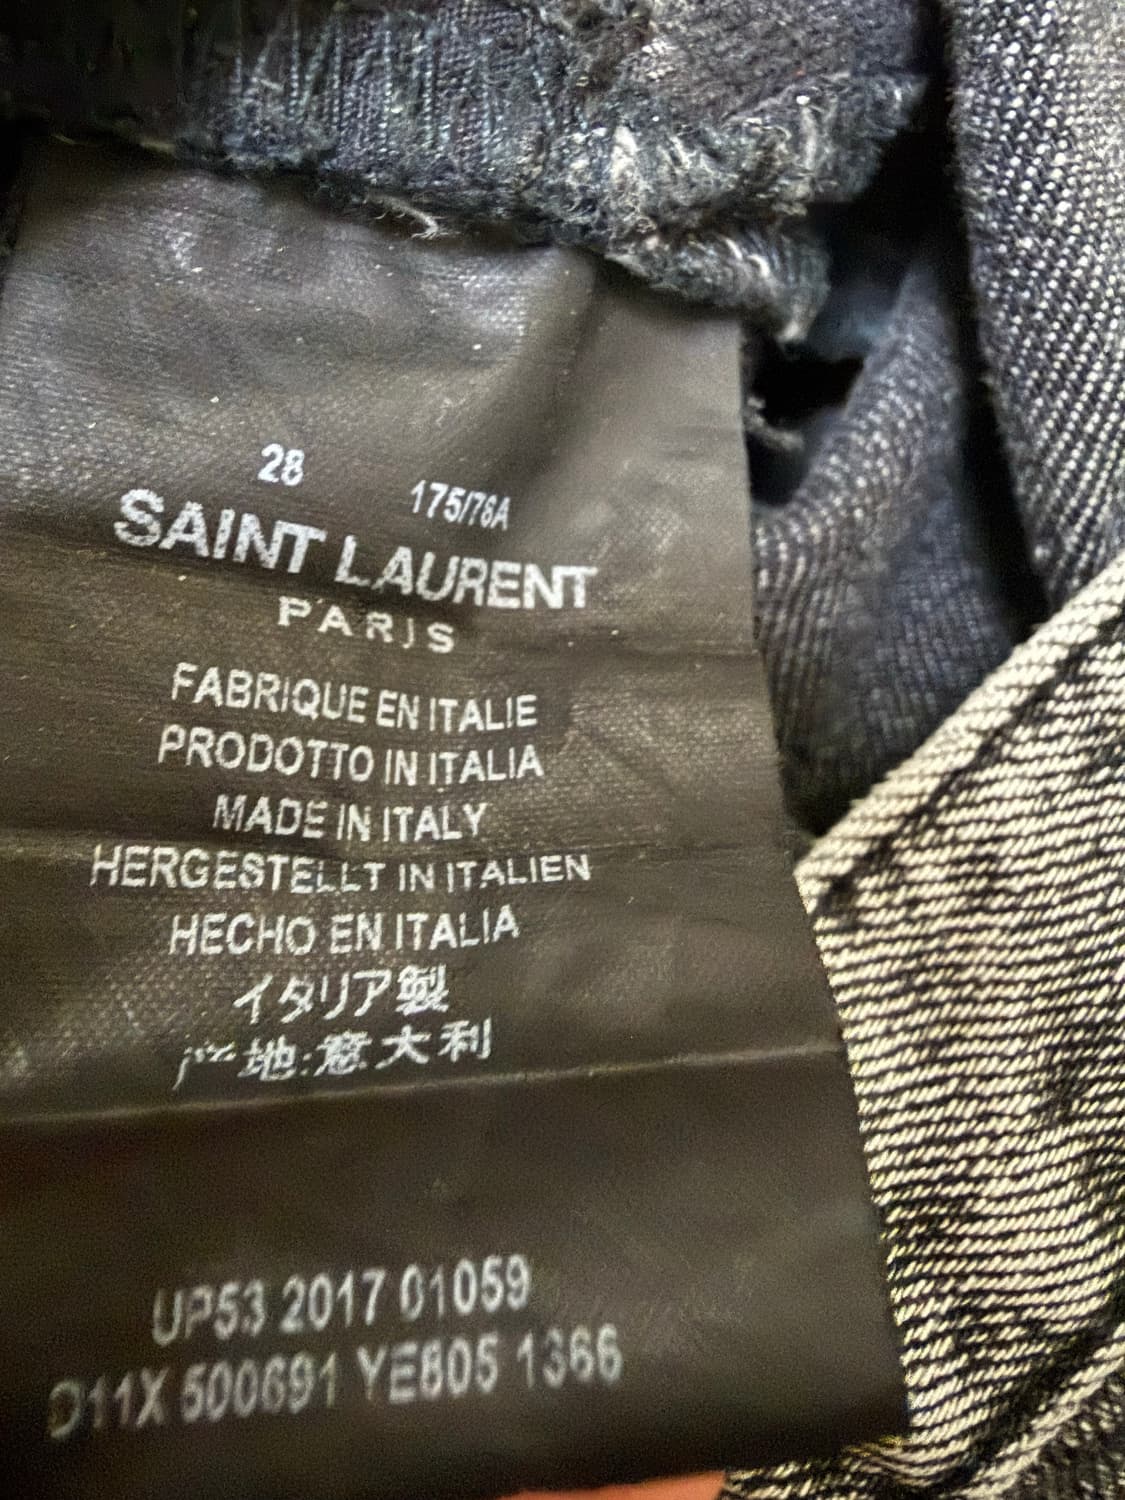 28 175/76A
SAINT LAURENT
PARIS
FABRIQUE EN ITALIE
PRODOTTO IN ITALIA
MADE IN ITALY
HERGESTELLT IN ITALIEN
HECHO EN ITALIA
イタリア製
产地:意大利
UP53 2017 01059
D11X 500691 YE805 1366